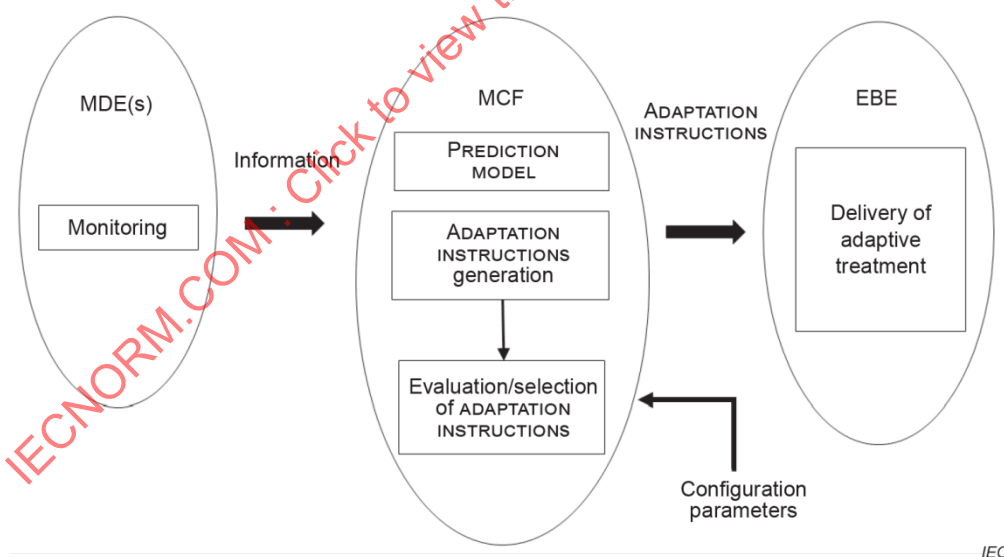 MDE(s)
Monitoring
Information
MCF
PREDICTION
MODEL
ADAPTATION
INSTRUCTIONS
generation
Evaluation/selection
of ADAPTATION
INSTRUCTIONS
ADAPTATION
INSTRUCTIONS
EBE
Delivery of
adaptive
treatment
Configuration
parameters
IECNORM.COM : Click to view t
IEC